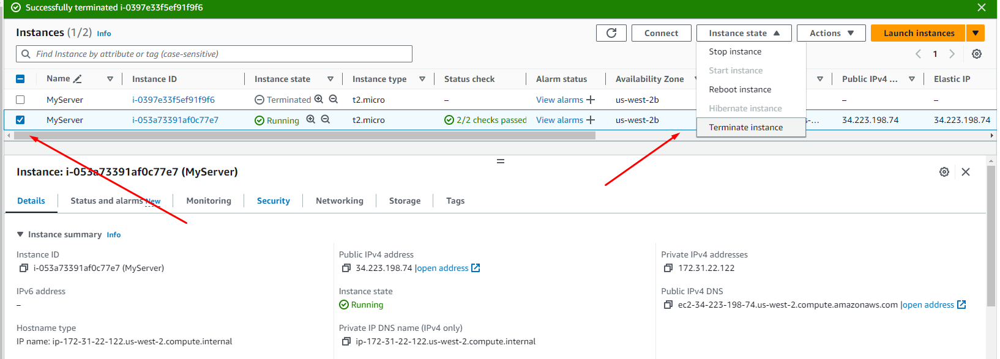 Successfully terminated i-0397e33f5ef91f9f6
Instances (1/2) Info
Connect
Instance state
Actions
Launch instances
Find Instance by attribute or tag (case-sensitive)
Stop instance
Start instance
Reboot instance
Hibernate instance
Terminate instance
1
Name Instance ID Instance state Instance type Status check Alarm status Availability Zone Public IPv4 ... Elastic IP
MyServer i-0397e33f5ef91f9f6 Terminated t2.micro – View alarms us-west-2b – –
MyServer i-053a73391af0c77e7 Running t2.micro 2/2 checks passed View alarms us-west-2b s-... 34.223.198.74 34.223.198.74
Instance: i-053a73391af0c77e7 (MyServer)
Details Status and alarms New Monitoring Security Networking Storage Tags
Instance summary Info
Instance ID
i-053a73391af0c77e7 (MyServer)
Public IPv4 address
34.223.198.74 |open address
Private IPv4 addresses
172.31.22.122
IPv6 address
–
Instance state
Running
Public IPv4 DNS
ec2-34-223-198-74.us-west-2.compute.amazonaws.com |open address
Hostname type
IP name: ip-172-31-22-122.us-west-2.compute.internal
Private IP DNS name (IPv4 only)
ip-172-31-22-122.us-west-2.compute.internal